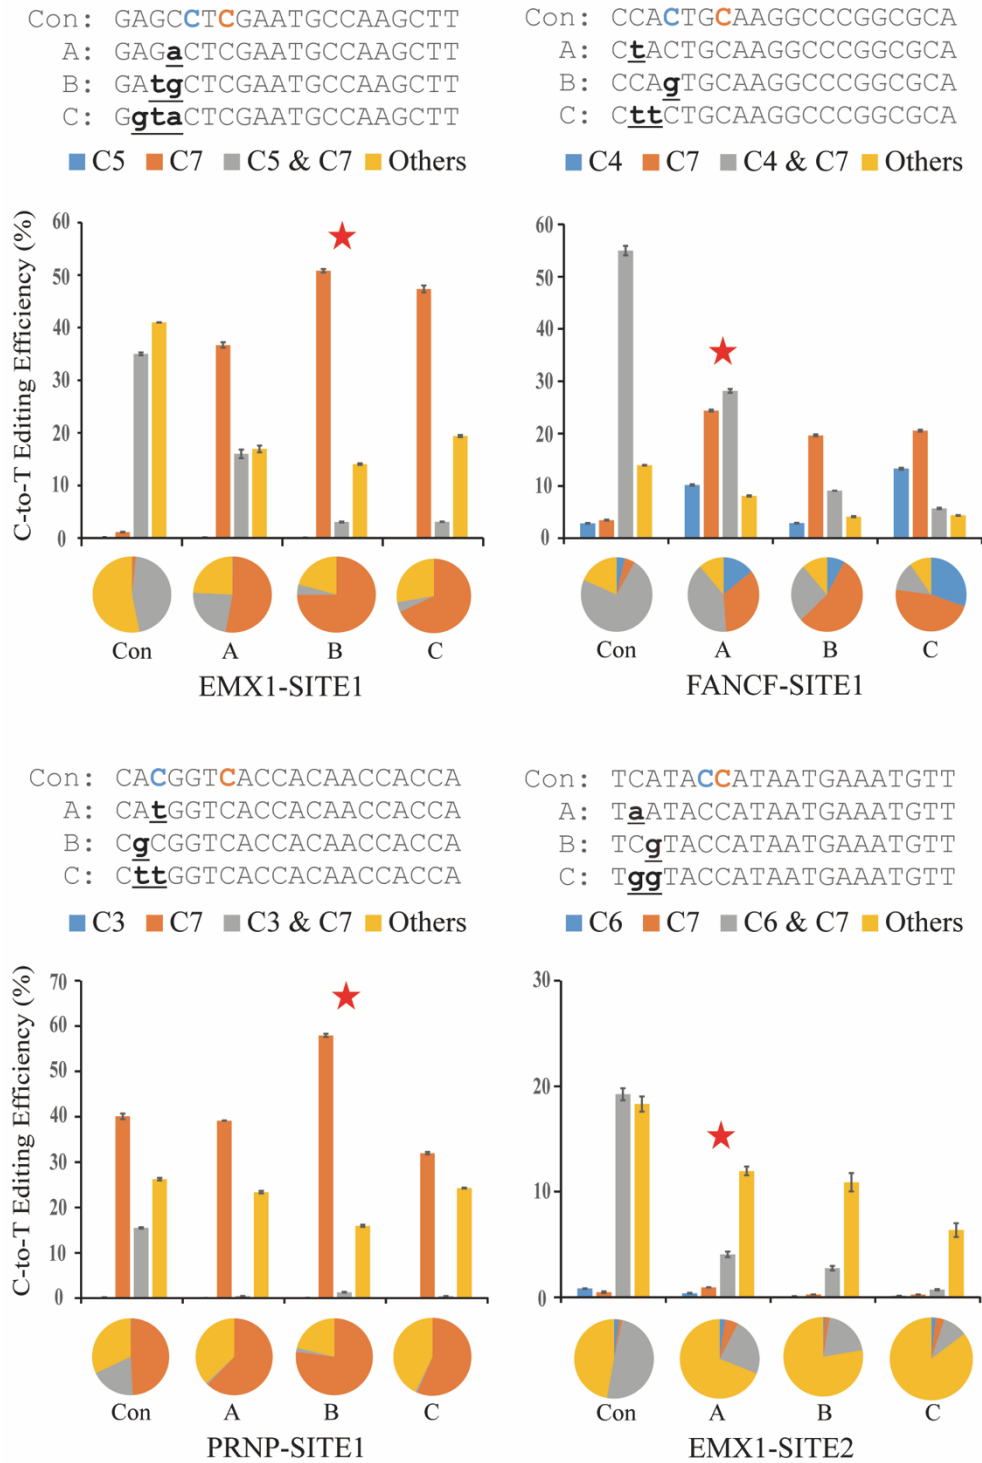 Con: GAGCCTCGAATGCCAAGCTT
A: GAGaCTCGAATGCCAAGCTT
B: GAtgCTCGAATGCCAAGCTT
C: GgtaCTCGAATGCCAAGCTT
C5 C7 C5 & C7 Others
C-to-T Editing Efficiency (%)
60
50
40
30
20
10
0
Con A B C
EMX1-SITE1
Con: CCACTGCAAGGCCCGGCGCA
A: CtACTGCAAGGCCCGGCGCA
B: CCAgTGCAAGGCCCGGCGCA
C: CttCTGCAAGGCCCGGCGCA
C4 C7 C4 & C7 Others
60
50
40
30
20
10
0
Con A B C
FANCF-SITE1
Con: CACGGTCACCACAACCACCA
A: CAtGGTCACCACAACCACCA
B: CgCGGTCACCACAACCACCA
C: CttGGTCACCACAACCACCA
C3 C7 C3 & C7 Others
C-to-T Editing Efficiency (%)
70
60
50
40
30
20
10
0
Con A B C
PRNP-SITE1
Con: TCATACCATAATGAAATGTT
A: TaATACCATAATGAAATGTT
B: TCgTACCATAATGAAATGTT
C: TggTACCATAATGAAATGTT
C6 C7 C6 & C7 Others
30
20
10
0
Con A B C
EMX1-SITE2